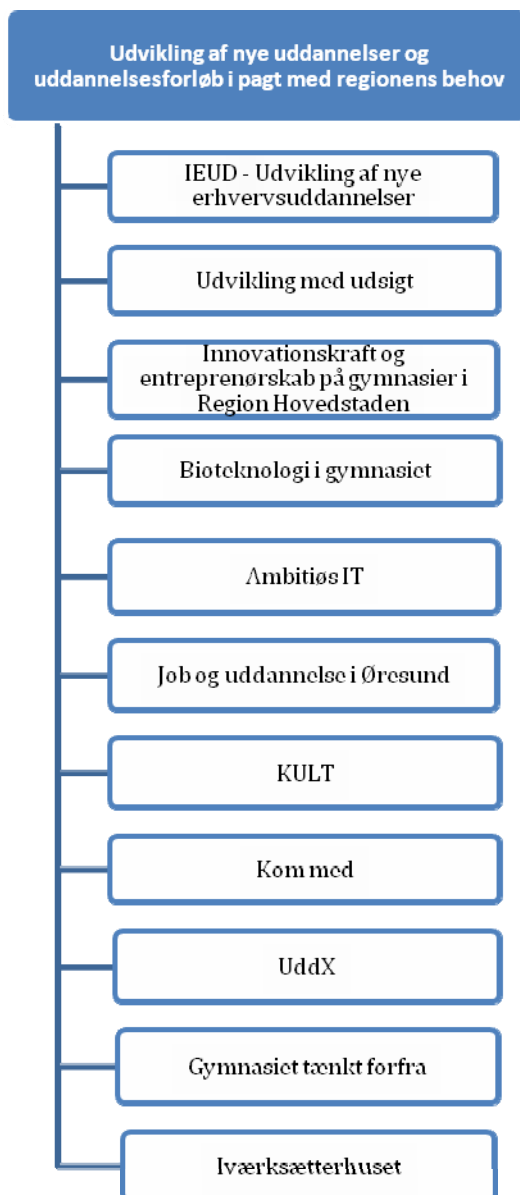 Udvikling af nye uddannelser og
uddannelsesforløb i pagt med regionens behov
IEUD - Udvikling af nye
erhvervsuddannelser
Udvikling med udsigt
Innovationskraft og
entreprenørskab på gymnasier i
Region Hovedstaden
Bioteknologi i gymnasiet
Ambitiøs IT
Job og uddannelse i Øresund
KULT
Kom med
UddX
Gymnasiet tænkt forfra
Iværksætterhuset